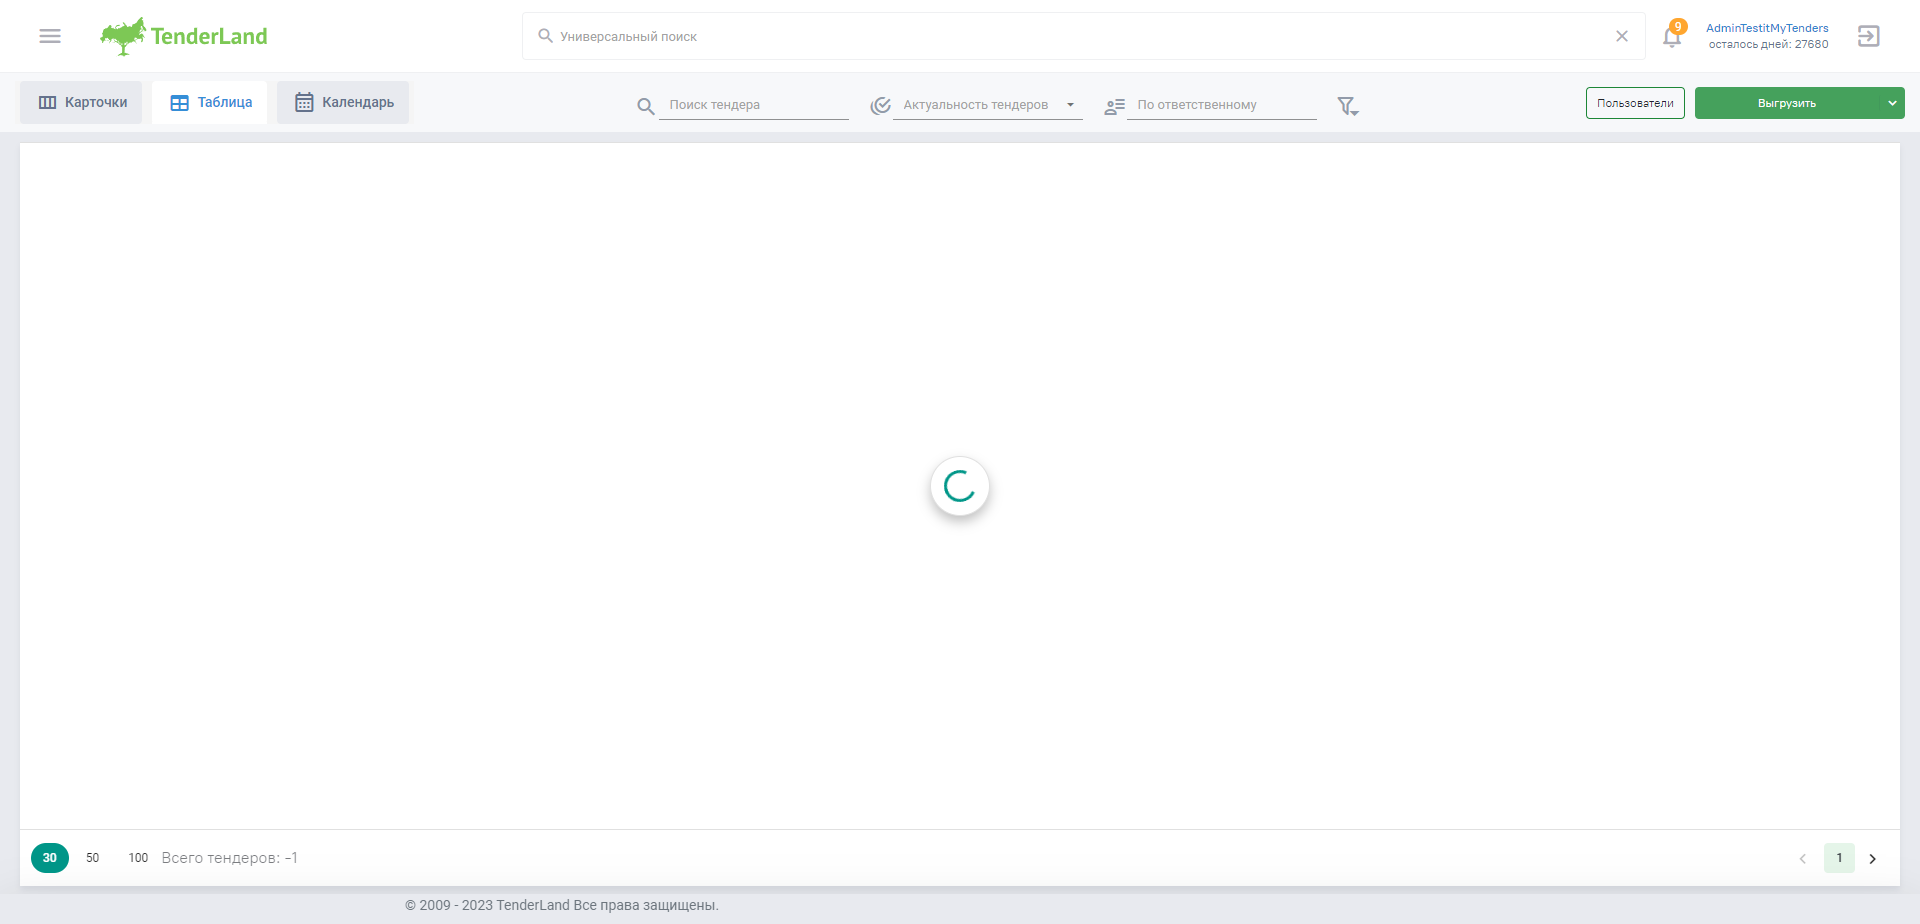 TenderLand
Универсальный поиск
9
AdminTestitMyTenders
осталось дней: 27680
Карточки
Таблица
Календарь
Поиск тендера
Актуальность тендеров
По ответственному
Пользователи
Выгрузить
30
50
100
Всего тендеров: -1
1
© 2009 - 2023 TenderLand Все права защищены.